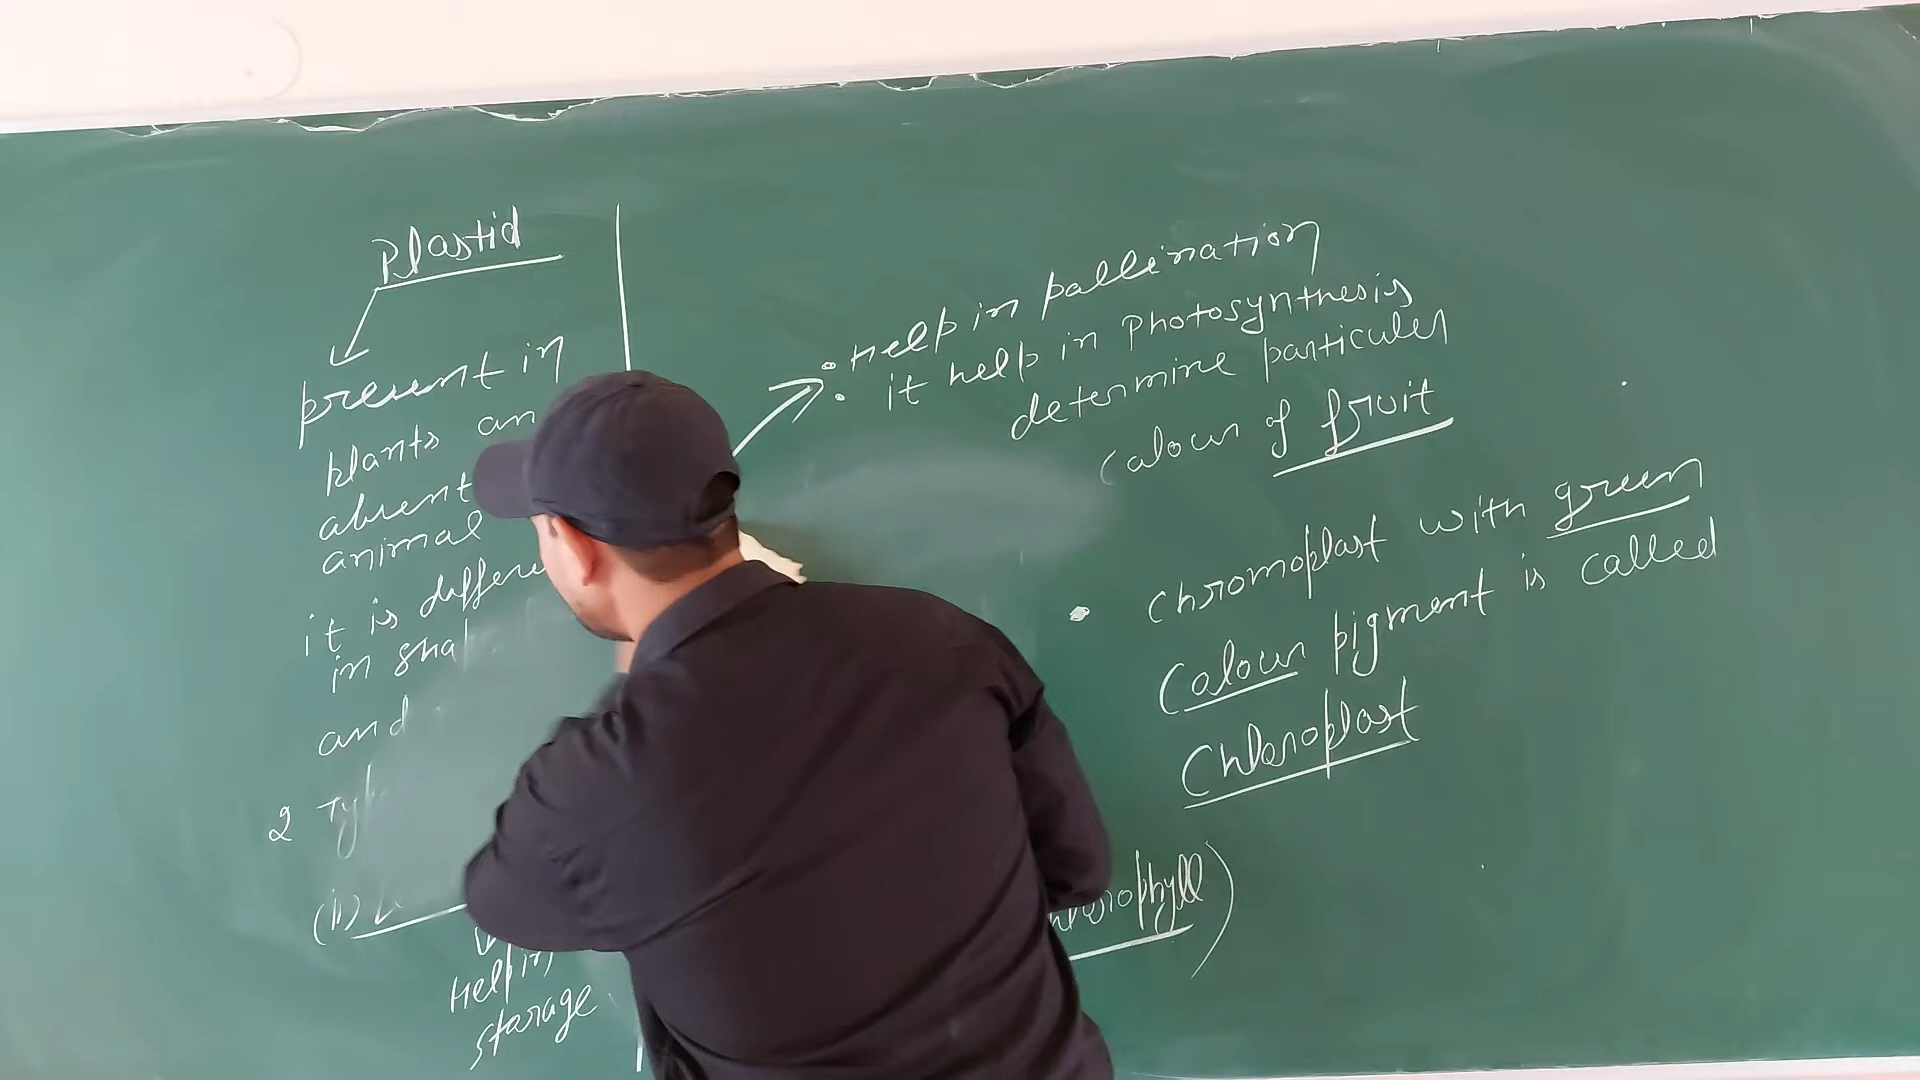 Plastid
present in
plants an
absent
animal
it is differe
in sha
and
2 Typ
(ii)
Help in
storage
• Help in pallination
• it help in Photosynthesis
determine particuler
Calour of fruit
• Chromoplast with green
Calour pigment is called
Chloroplast
hlorophyll)